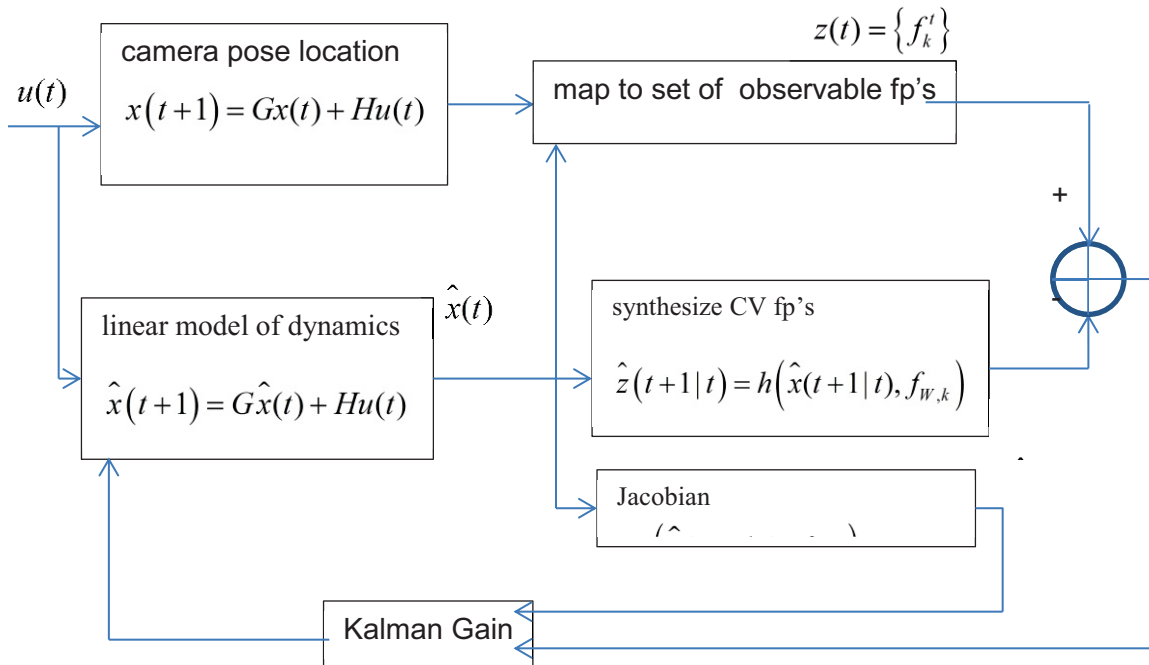 z(t) = {f_k^t}
camera pose location
u(t)
x(t+1) = Gx(t) + Hu(t)
map to set of observable fp's
+
-
x̂(t)
linear model of dynamics
x̂(t+1) = Gx̂(t) + Hu(t)
synthesize CV fp's
ẑ(t+1|t) = h(x̂(t+1|t), f_{W,k})
Jacobian
Kalman Gain